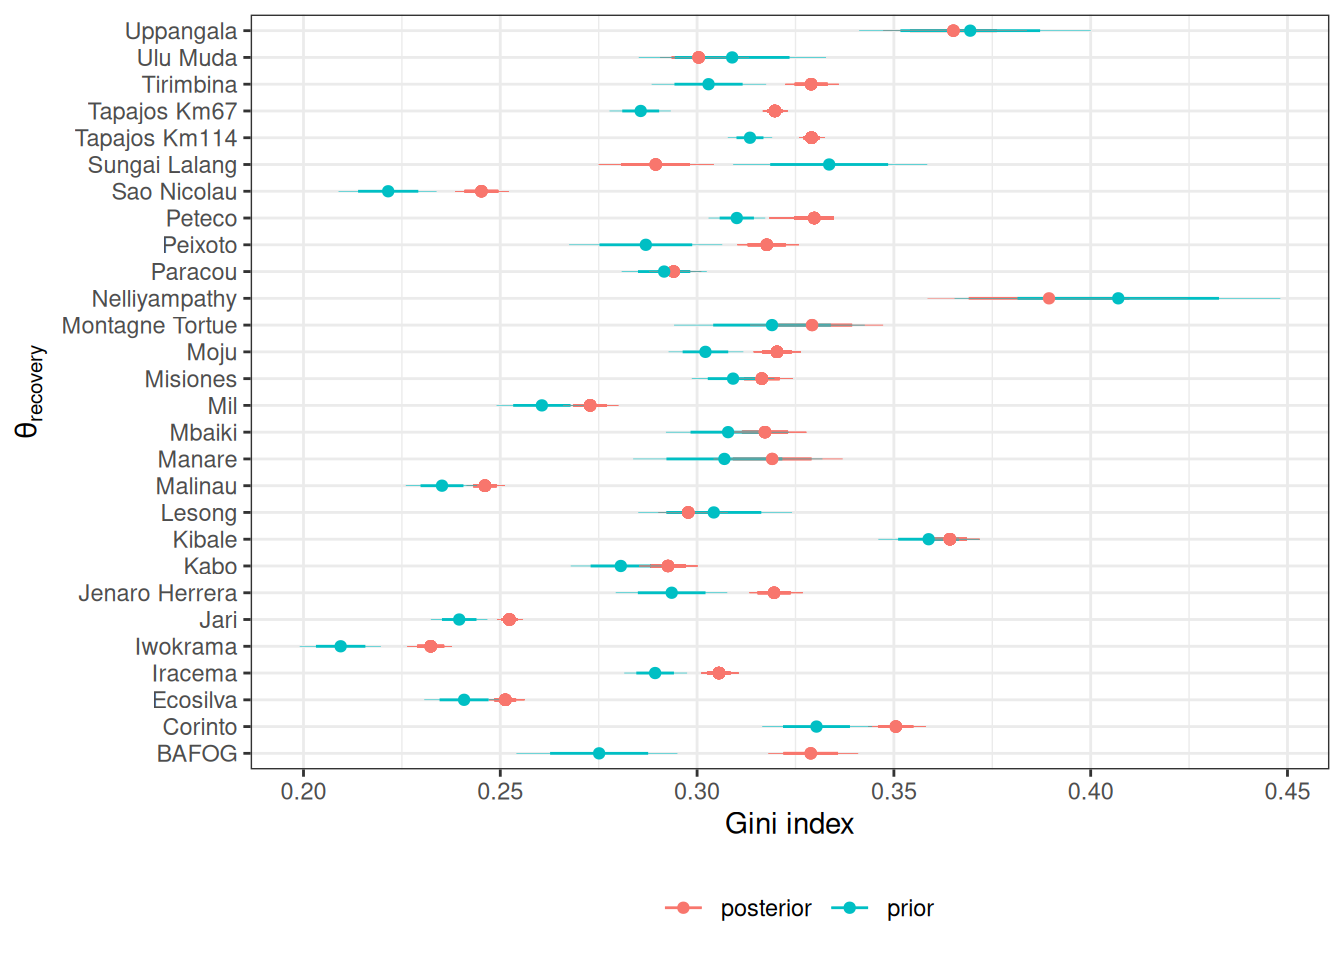 Uppangala
Ulu Muda
Tirimbina
Tapajos Km67
Tapajos Km114
Sungai Lalang
Sao Nicolau
Peteco
Peixoto
Paracou
Nelliyampathy
Montagne Tortue
Moju
Misiones
Mil
Mbaiki
Manare
Malinau
Lesong
Kibale
Kabo
Jenaro Herrera
Jari
Iwokrama
Iracema
Ecosilva
Corinto
BAFOG
θrecovery
0.20 0.25 0.30 0.35 0.40 0.45
Gini index
posterior prior